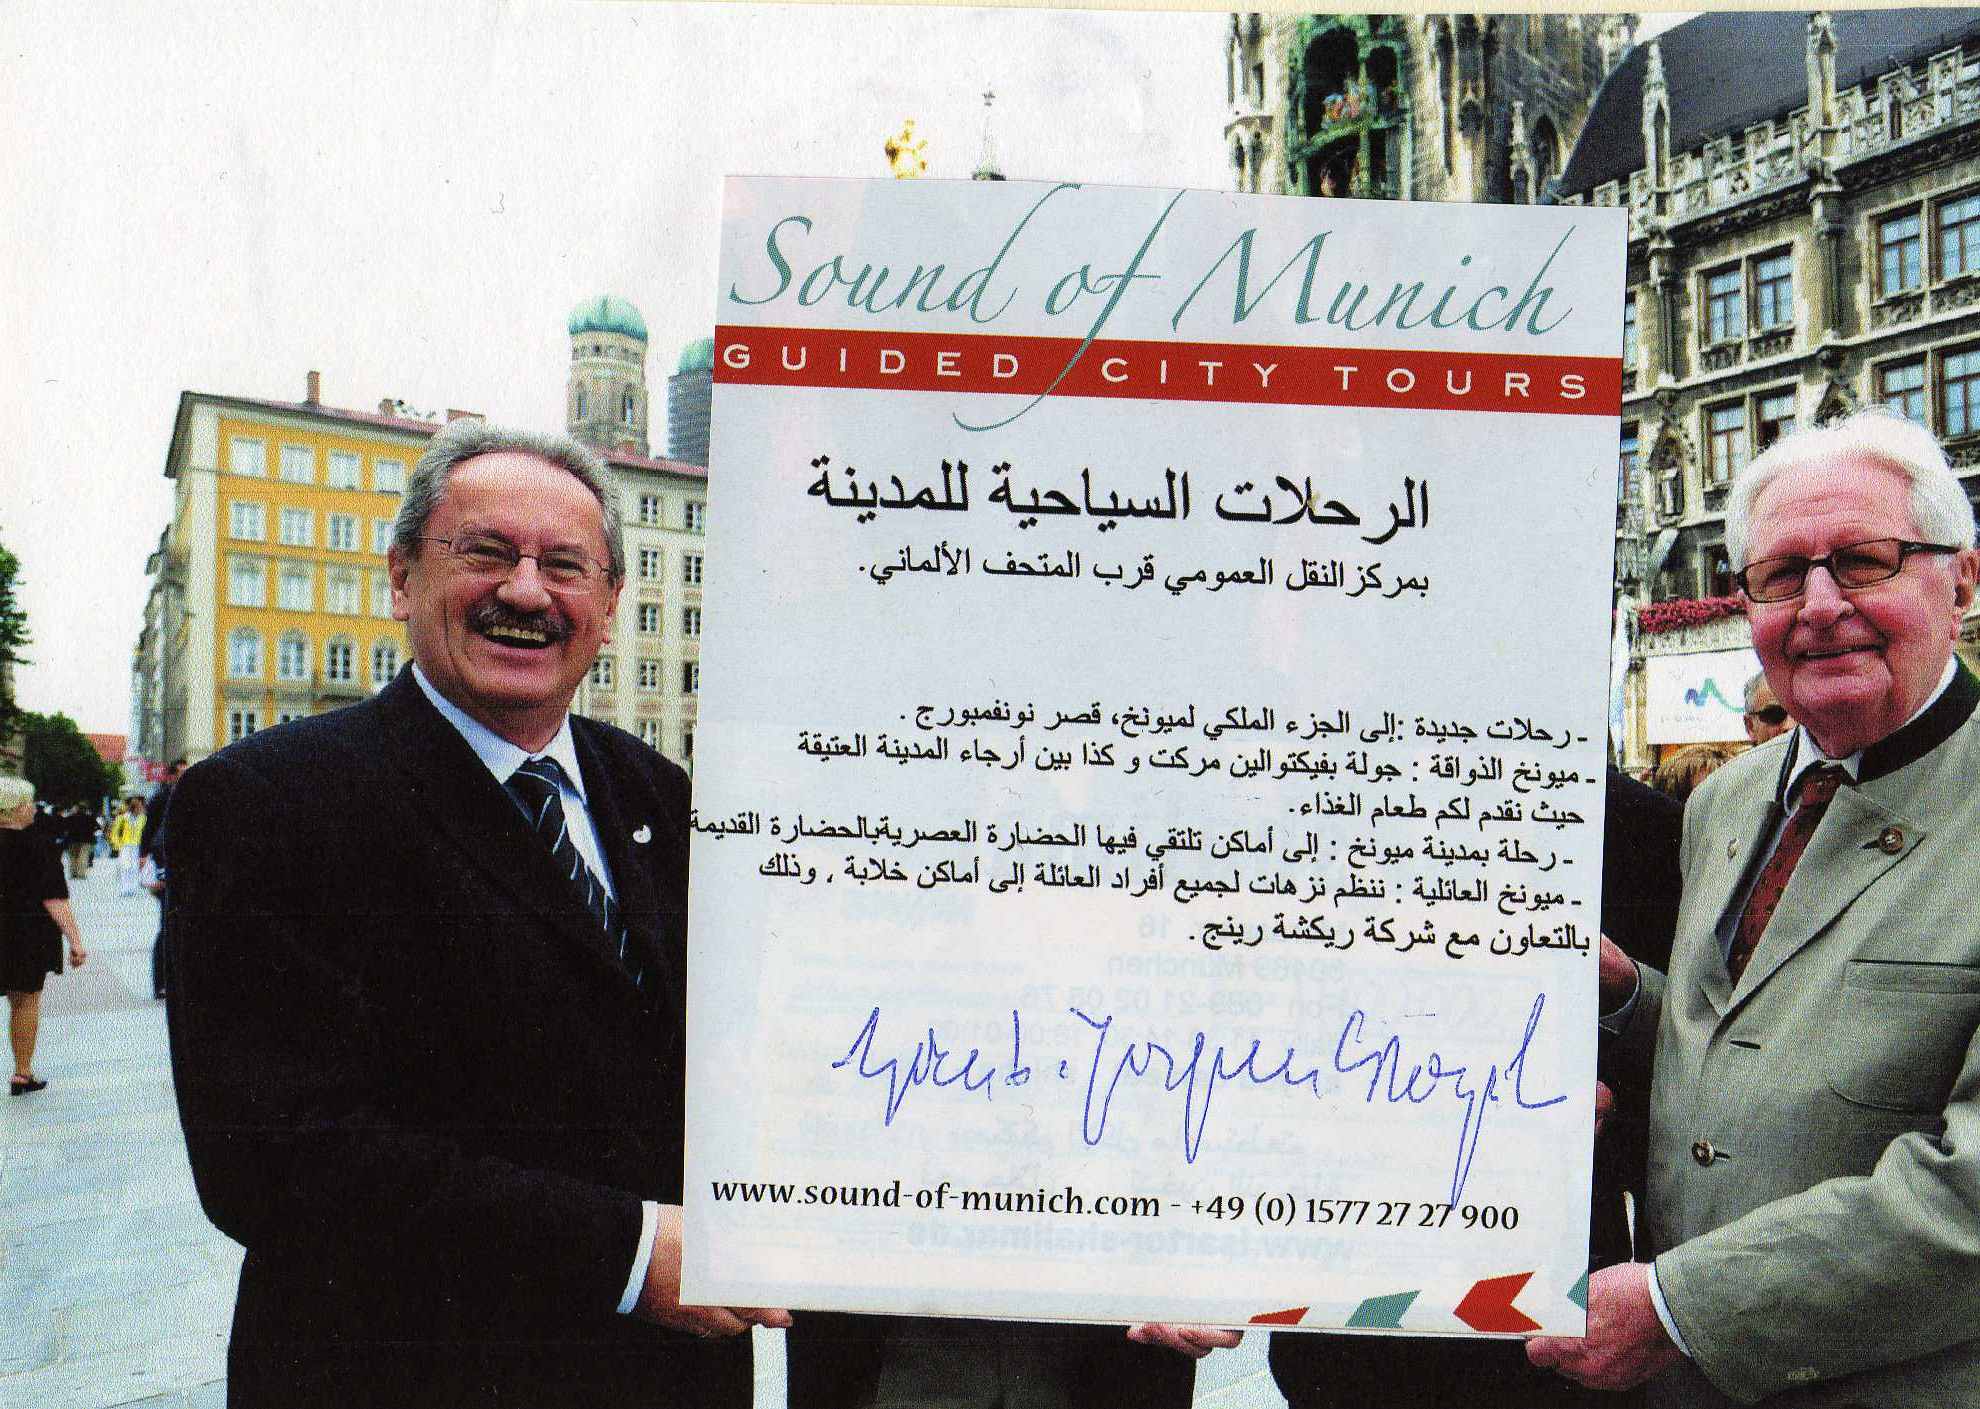 Sound of Munich
GUIDED CITY TOURS
الرحلات السياحية للمدينة
بمركز النقل العمومي قرب المتحف الألماني.
- رحلات جديدة :إلى الجزء الملكي لميونخ، قصر نونفمبورج .
- ميونخ الذواقة : جولة بفيكتوالين مركت و كذا بين أرجاء المدينة العتيقة
حيث نقدم لكم طعام الغذاء.
- رحلة بمدينة ميونخ : إلى أماكن تلتقي فيها الحضارة العصريةبالحضارة القديمة
- ميونخ العائلية : ننظم نزهات لجميع أفراد العائلة إلى أماكن خلابة , وذلك
بالتعاون مع شركة ريكشة رينج .
www.sound-of-munich.com - +49 (0) 1577 27 27 900